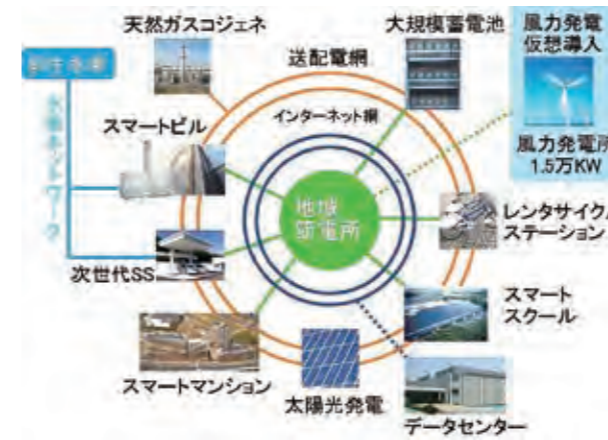 天然ガスコジェネ
大規模蓄電池
風力発電
仮想導入
送配電網
インターネット網
スマートビル
風力発電所
1.5万KW
地域
節電所
レンタサイクル
ステーション
次世代SS
スマート
スクール
スマートマンション
太陽光発電
データセンター